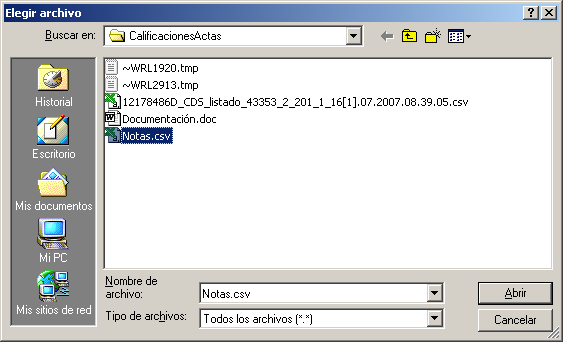 Elegir archivo
Buscar en: CalificacionesActas
~WRL1920.tmp
~WRL2913.tmp
12178486D_CDS_listado_43353_2_201_1_16[1].07.2007.08.39.05.csv
Documentación.doc
Notas.csv
Historial
Escritorio
Mis documentos
Mi PC
Mis sitios de red
Nombre de archivo: Notas.csv
Abrir
Tipo de archivos: Todos los archivos (*.*)
Cancelar